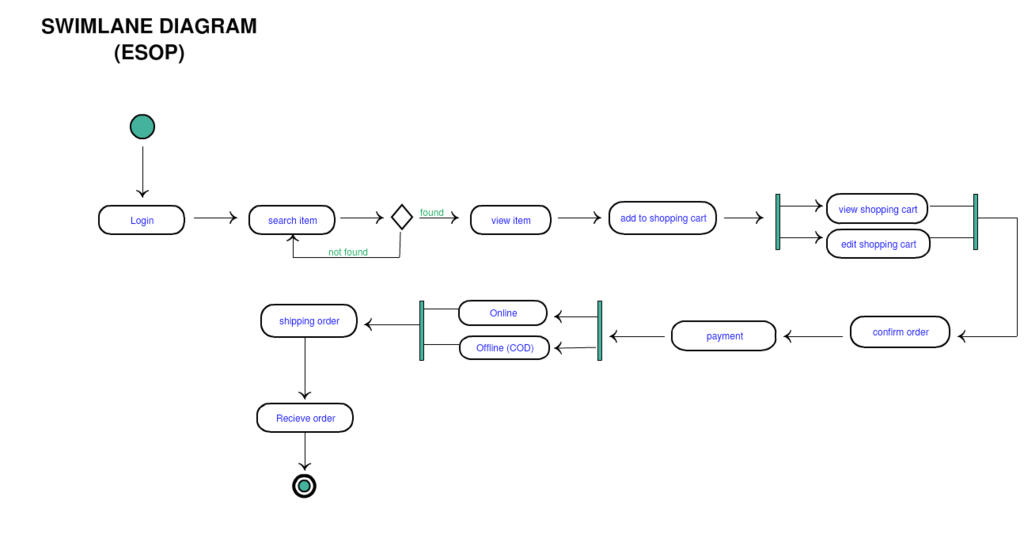 SWIMLANE DIAGRAM
(ESOP)
Login
search item
found
not found
view item
add to shopping cart
view shopping cart
edit shopping cart
confirm order
payment
Online
Offline (COD)
shipping order
Recieve order